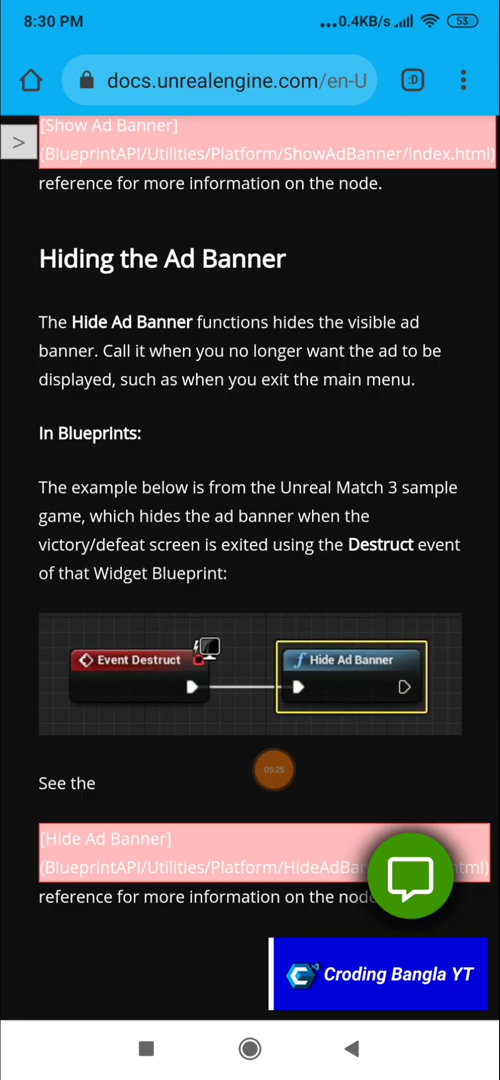 8:30 PM
...0.4KB/s
53
docs.unrealengine.com/en-U
:D
>
[Show Ad Banner]
(BlueprintAPI/Utilities/Platform/ShowAdBanner/index.html)
reference for more information on the node.
Hiding the Ad Banner
The Hide Ad Banner functions hides the visible ad
banner. Call it when you no longer want the ad to be
displayed, such as when you exit the main menu.
In Blueprints:
The example below is from the Unreal Match 3 sample
game, which hides the ad banner when the
victory/defeat screen is exited using the Destruct event
of that Widget Blueprint:
Event Destruct
f Hide Ad Banner
05:25
See the
[Hide Ad Banner]
(BlueprintAPI/Utilities/Platform/HideAdBan tml)
reference for more information on the node
Croding Bangla YT